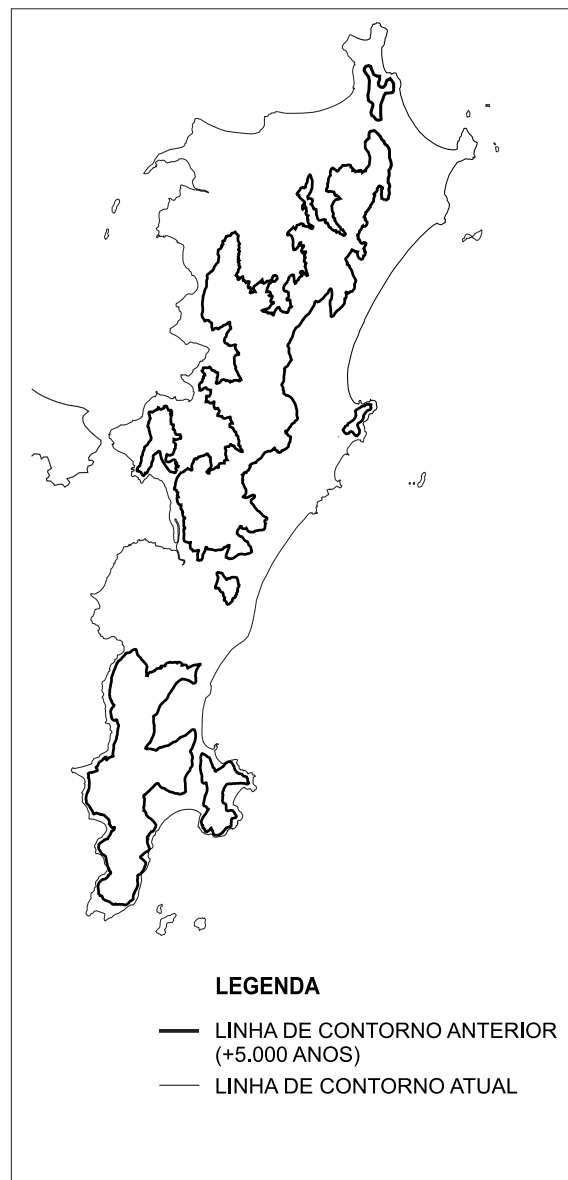 LEGENDA
LINHA DE CONTORNO ANTERIOR
(+5.000 ANOS)
LINHA DE CONTORNO ATUAL